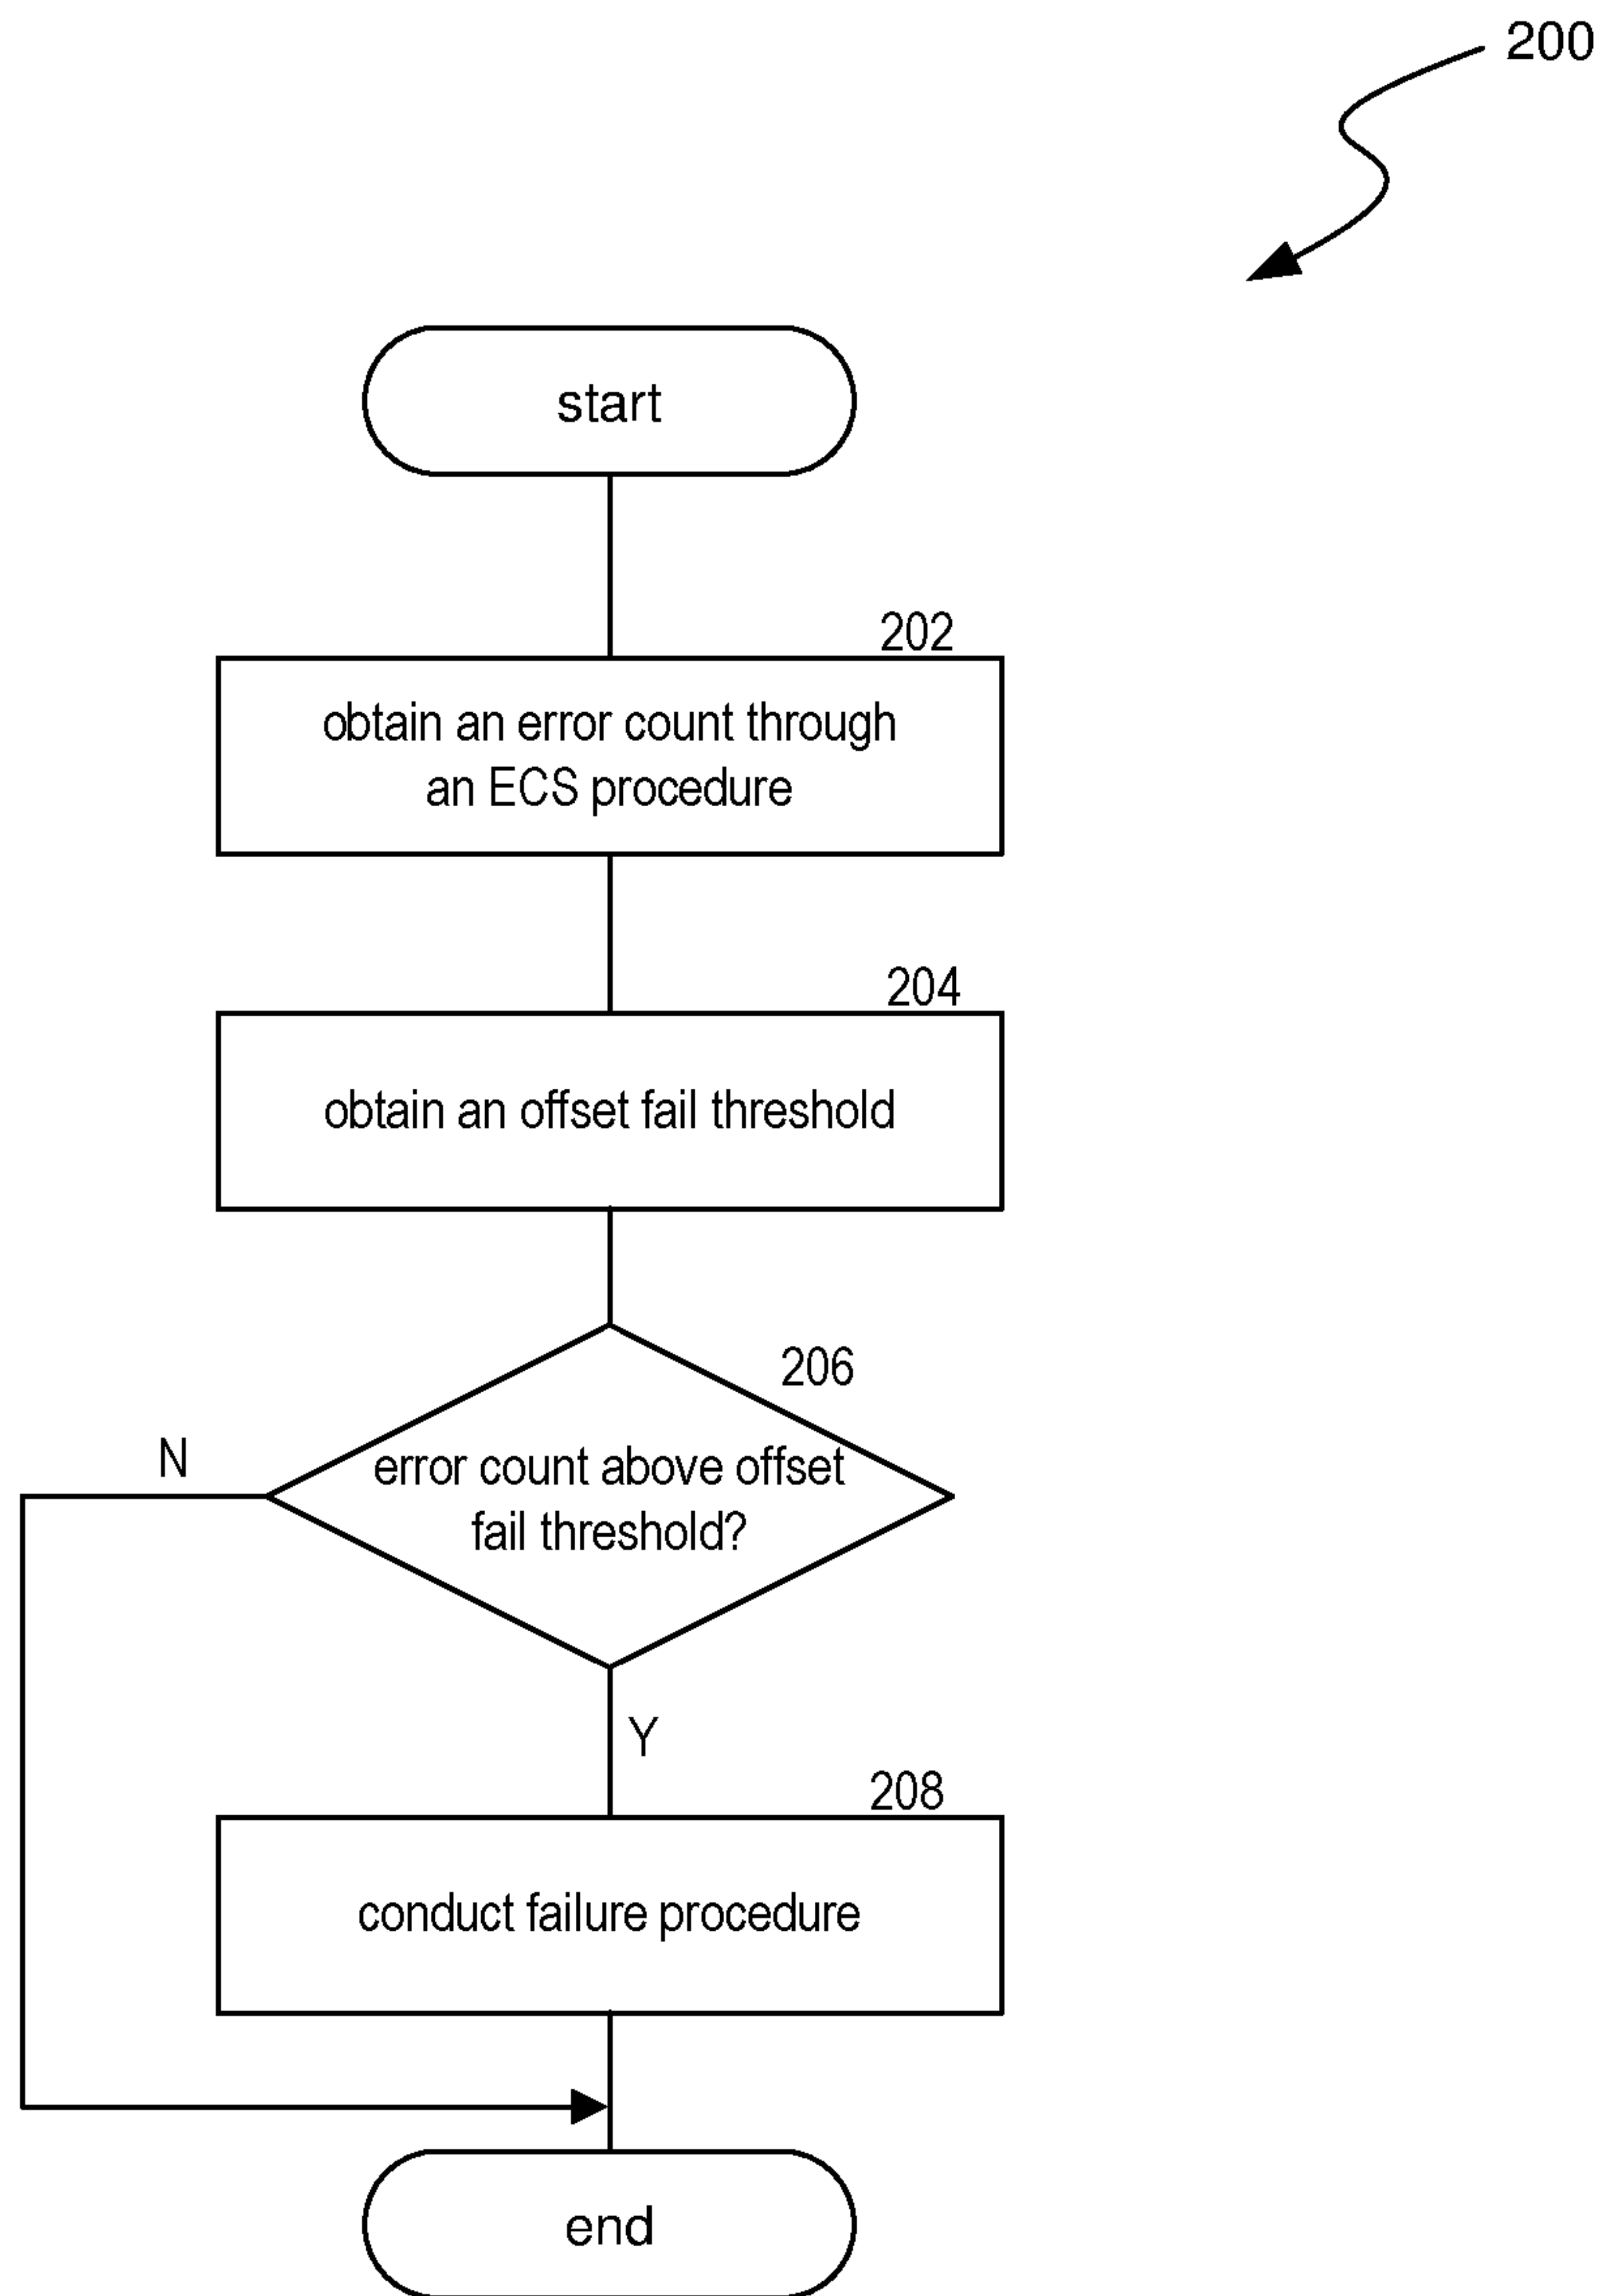 200
start
202
obtain an error count through
an ECS procedure
204
obtain an offset fail threshold
206
N
error count above offset
fail threshold?
Y
208
conduct failure procedure
end